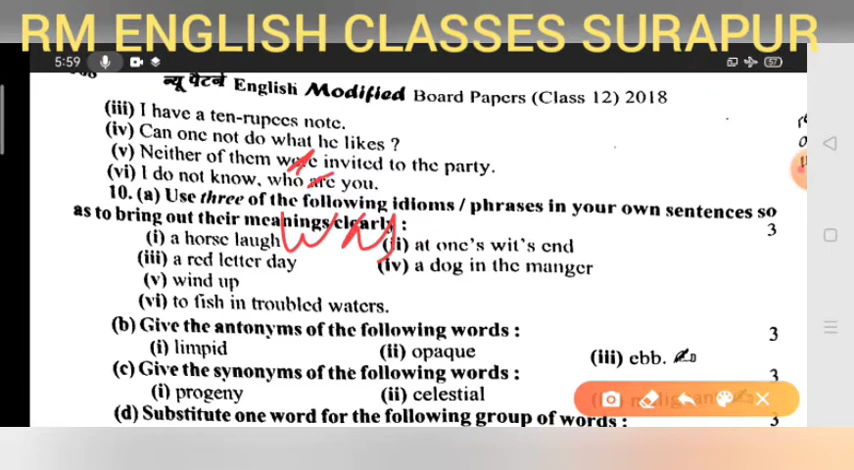 RM ENGLISH CLASSES SURAPUR
5:59
57
न्यू पैटर्न English Modified Board Papers (Class 12) 2018
(iii) I have a ten-rupees note.
(iv) Can one not do what he likes ?
(v) Neither of them were invited to the party.
(vi) I do not know, who are you.
10. (a) Use three of the following idioms / phrases in your own sentences so
as to bring out their meanings clearly : 3
was
(i) a horse laugh (ii) at one's wit's end
(iii) a red letter day (iv) a dog in the manger
(v) wind up
(vi) to fish in troubled waters.
(b) Give the antonyms of the following words : 3
(i) limpid (ii) opaque (iii) ebb.
(c) Give the synonyms of the following words : 3
(i) progeny (ii) celestial
(d) Substitute one word for the following group of words : 3